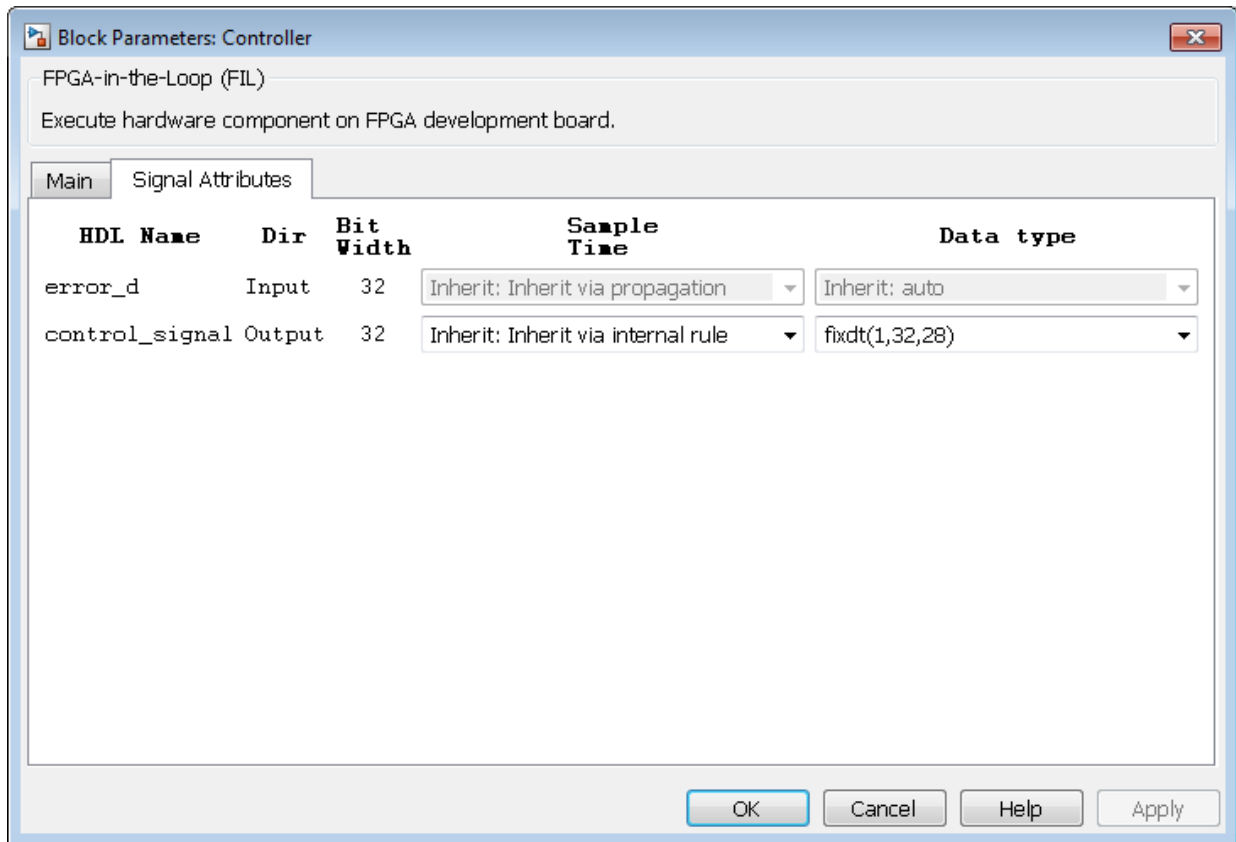 Block Parameters: Controller
FPGA-in-the-Loop (FIL)
Execute hardware component on FPGA development board.
Main Signal Attributes
HDL Name Dir Bit Width Sample Time Data type
error_d Input 32 Inherit: Inherit via propagation Inherit: auto
control_signal Output 32 Inherit: Inherit via internal rule fixdt(1,32,28)
OK Cancel Help Apply